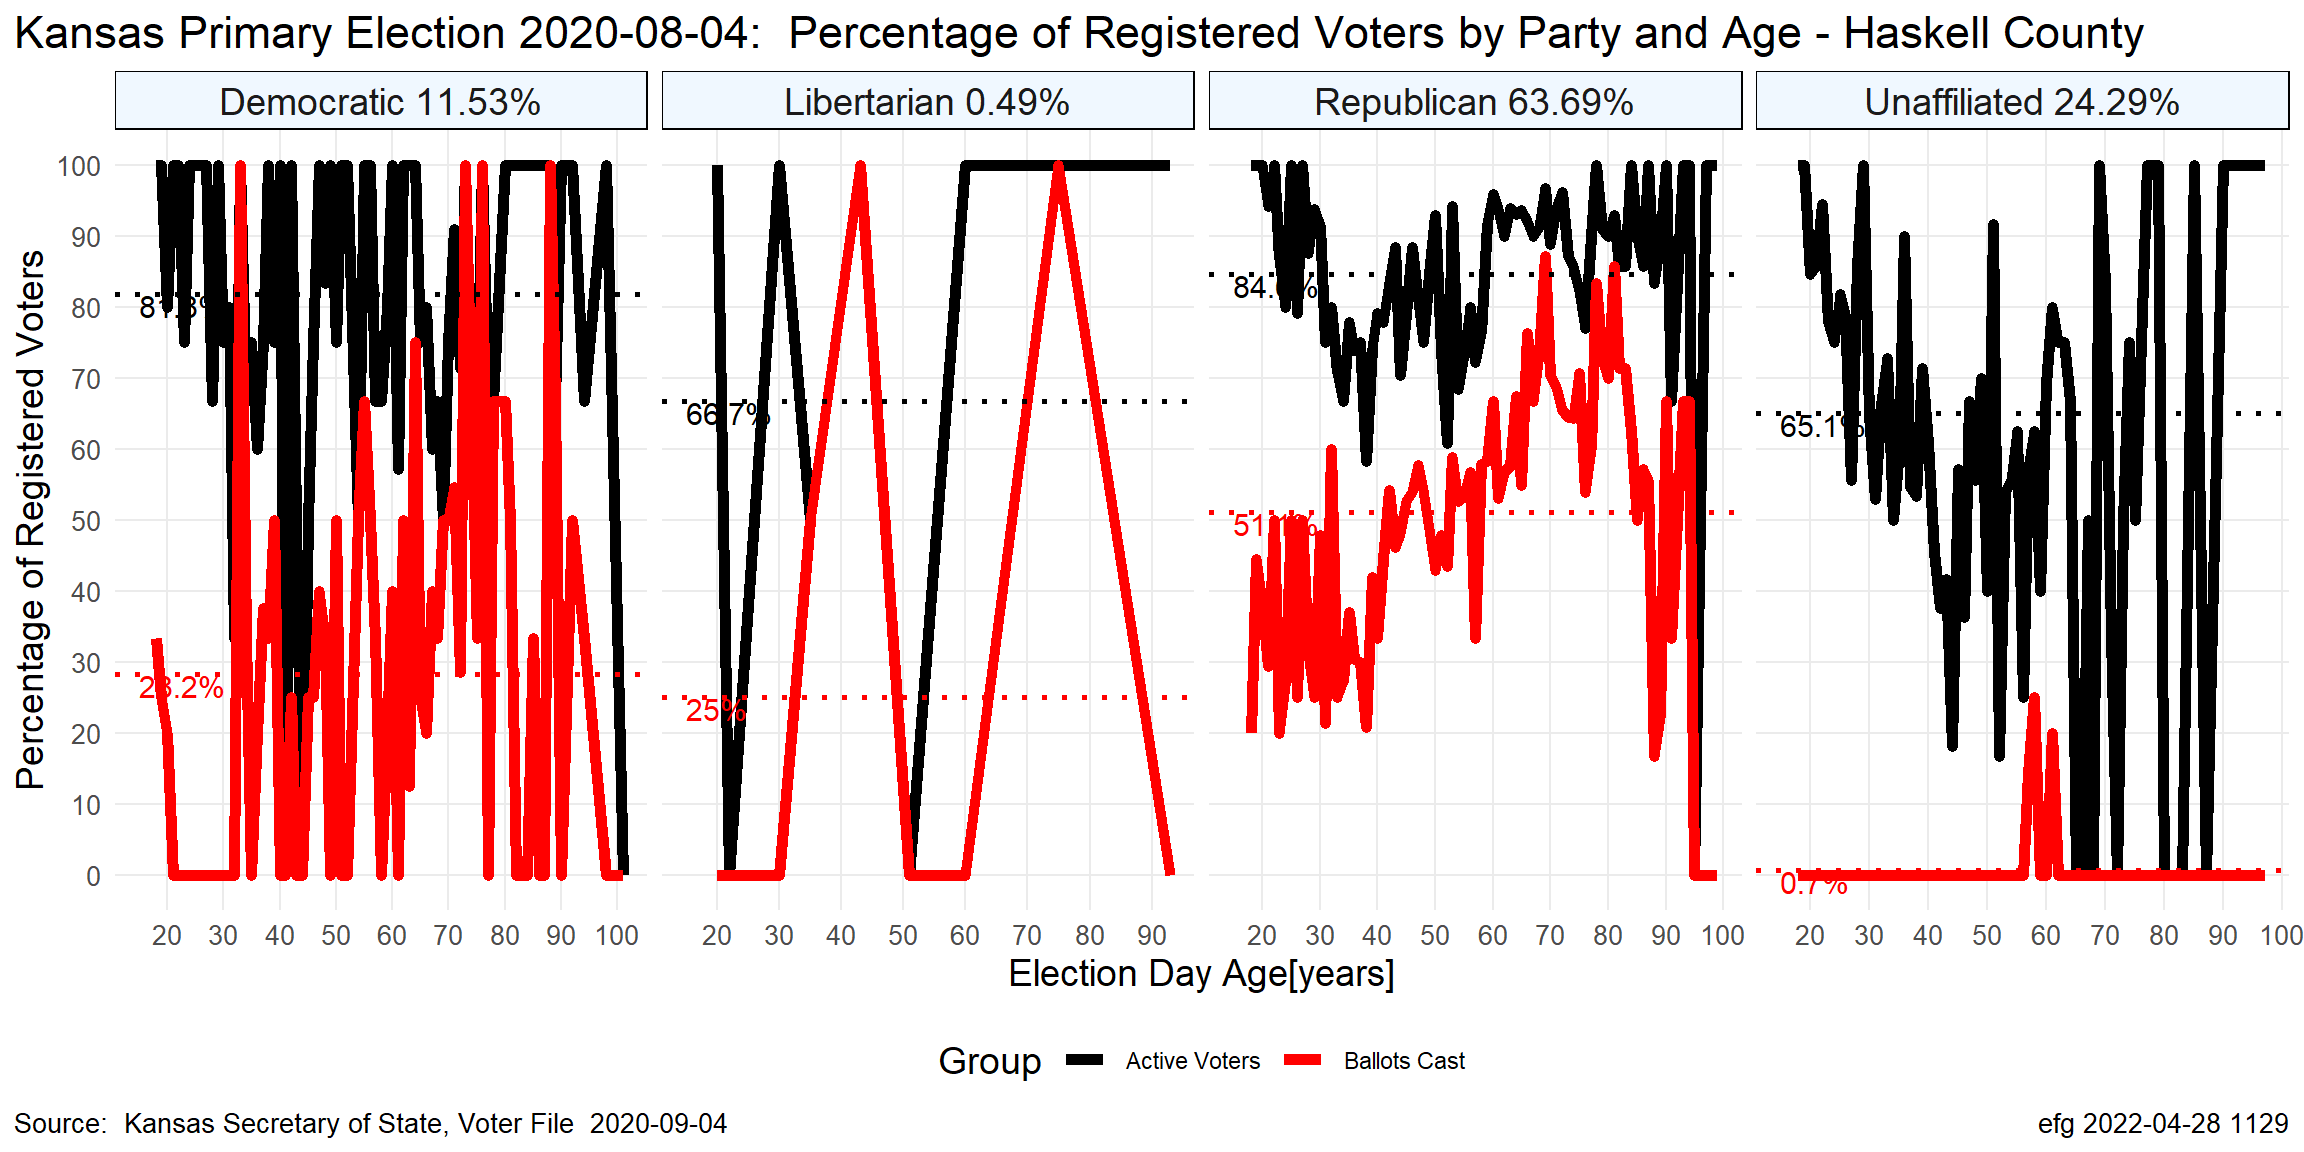 Kansas Primary Election 2020-08-04:  Percentage of Registered Voters by Party and Age - Haskell County
Democratic 11.53%
Libertarian 0.49%
Republican 63.69%
Unaffiliated 24.29%
Percentage of Registered Voters
100
90
80
70
60
50
40
30
20
10
0
28.2%
66.7%
25%
51.1%
65.1%
0.7%
20 30 40 50 60 70 80 90 100
20 30 40 50 60 70 80 90
20 30 40 50 60 70 80 90 100
20 30 40 50 60 70 80 90 100
Election Day Age[years]
Group Active Voters Ballots Cast
Source:  Kansas Secretary of State, Voter File  2020-09-04
efg 2022-04-28 1129